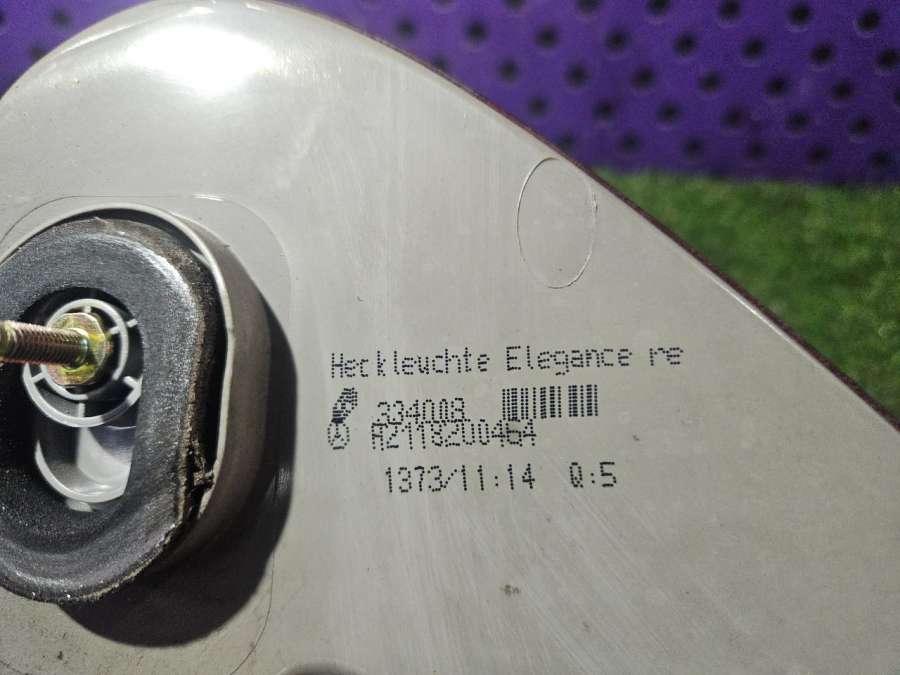 Heckleuchte Elegance re
334008
A2118200464
1373/11:14 Q:5